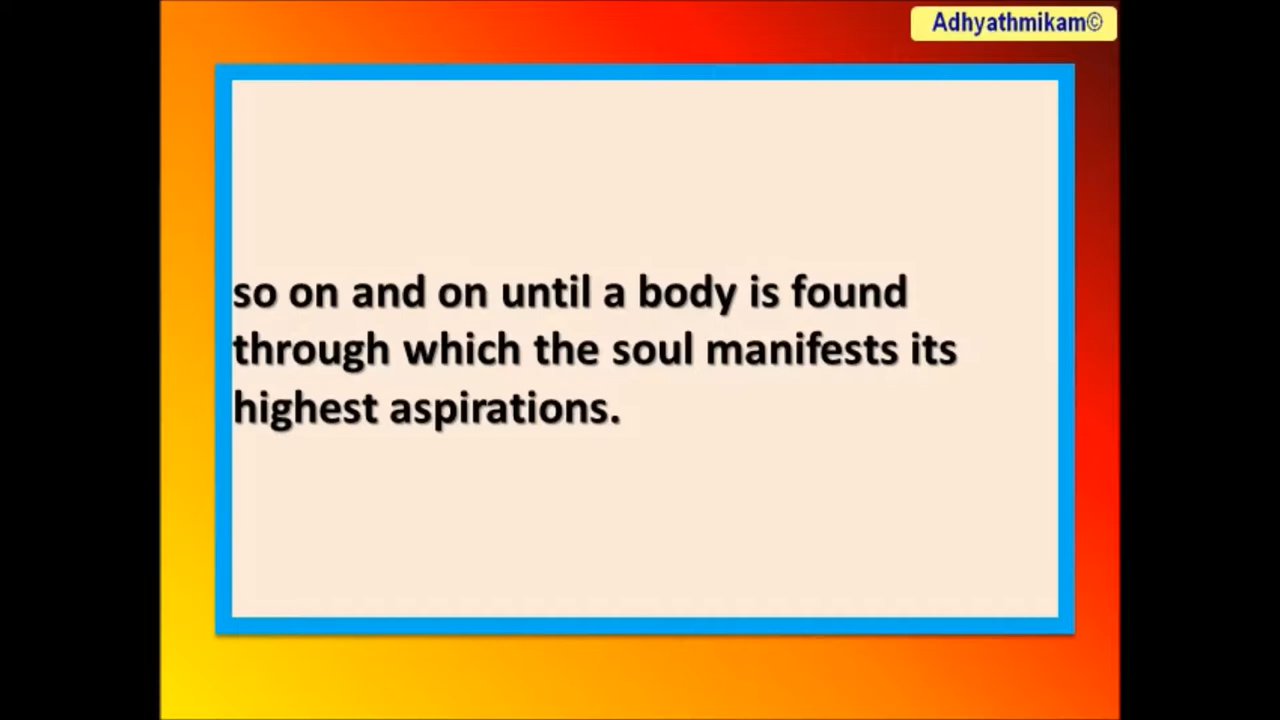 Adhyathmikam©
so on and on until a body is found
through which the soul manifests its
highest aspirations.